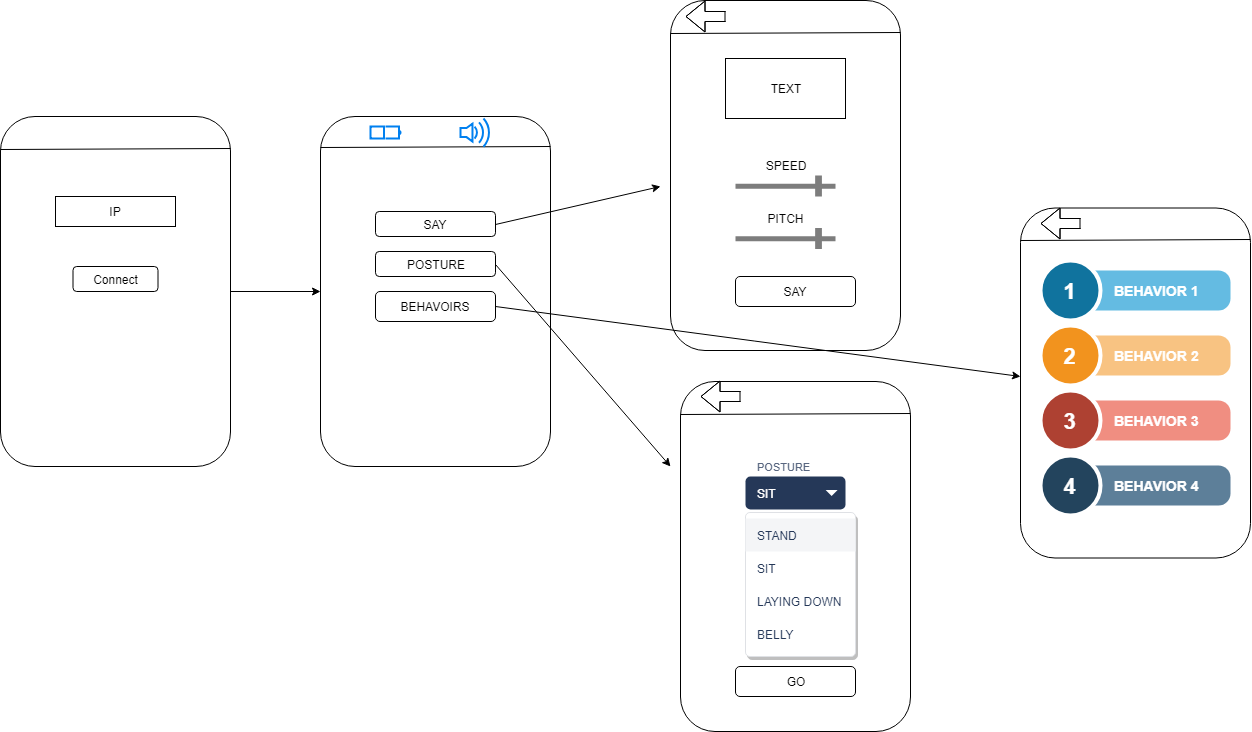 IP
Connect
SAY
POSTURE
BEHAVOIRS
TEXT
SPEED
PITCH
SAY
POSTURE
SIT
STAND
SIT
LAYING DOWN
BELLY
GO
1 BEHAVIOR 1
2 BEHAVIOR 2
3 BEHAVIOR 3
4 BEHAVIOR 4